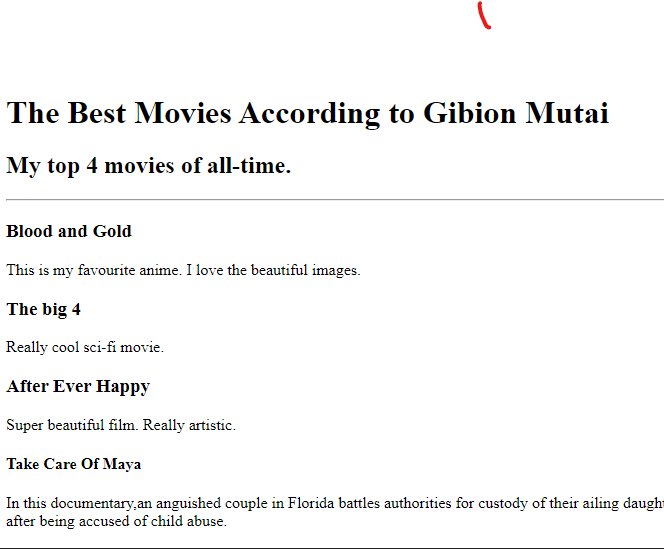 The Best Movies According to Gibion Mutai
My top 4 movies of all-time.
Blood and Gold
This is my favourite anime. I love the beautiful images.
The big 4
Really cool sci-fi movie.
After Ever Happy
Super beautiful film. Really artistic.
Take Care Of Maya
In this documentary,an anguished couple in Florida battles authorities for custody of their ailing
after being accused of child abuse.